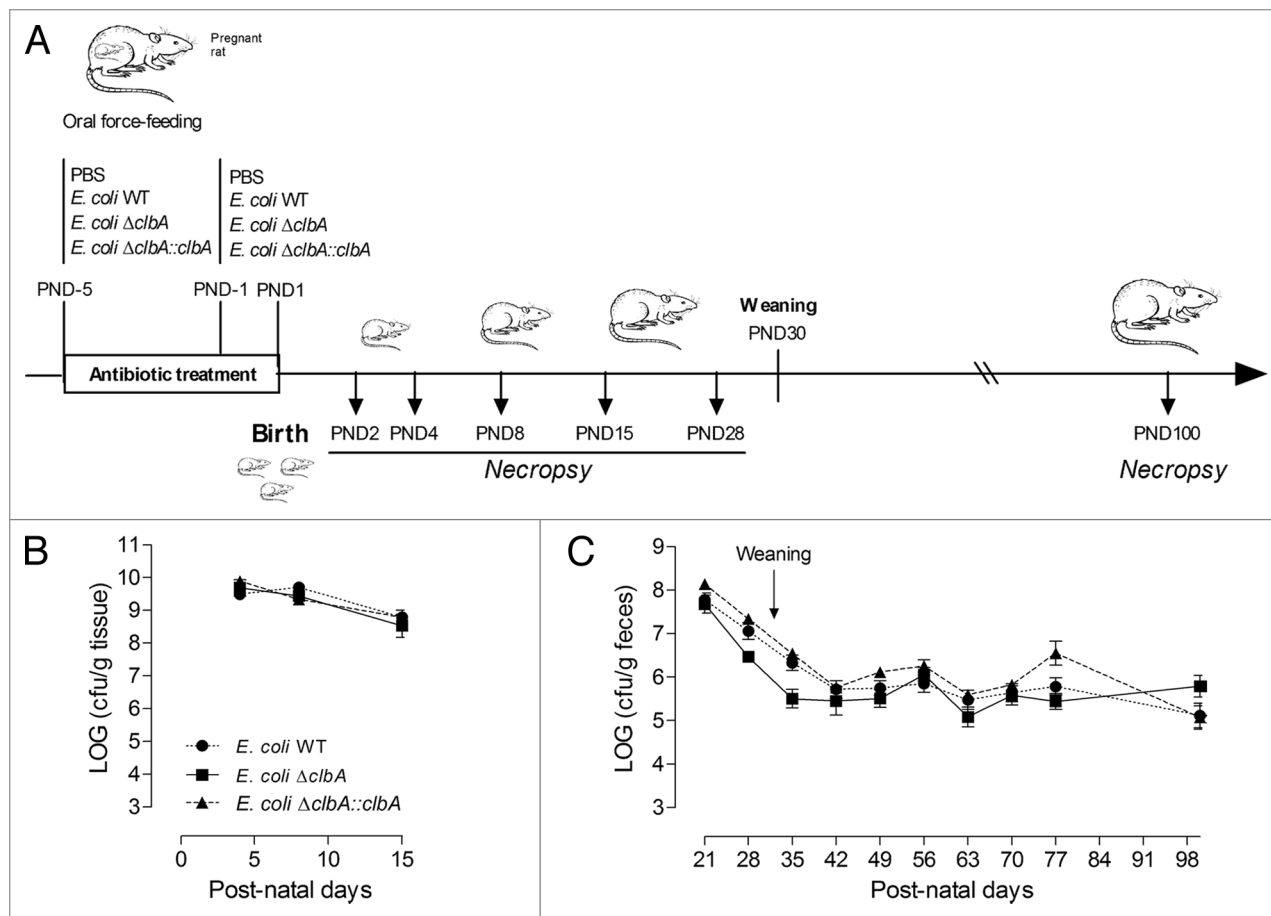 A
Pregnant
rat
Oral force-feeding
PBS
E. coli WT
E. coli ΔclbA
E. coli ΔclbA::clbA
PBS
E. coli WT
E. coli ΔclbA
E. coli ΔclbA::clbA
PND-5
PND-1
PND1
Weaning
PND30
Antibiotic treatment
Birth
PND2
PND4
PND8
PND15
PND28
PND100
Necropsy
Necropsy
B
LOG (cfu/g tissue)
11
10
9
8
7
6
5
4
3
E. coli WT
E. coli ΔclbA
E. coli ΔclbA::clbA
0 5 10 15
Post-natal days
C
LOG (cfu/g feces)
9
8
7
6
5
4
3
Weaning
21 28 35 42 49 56 63 70 77 84 91 98
Post-natal days